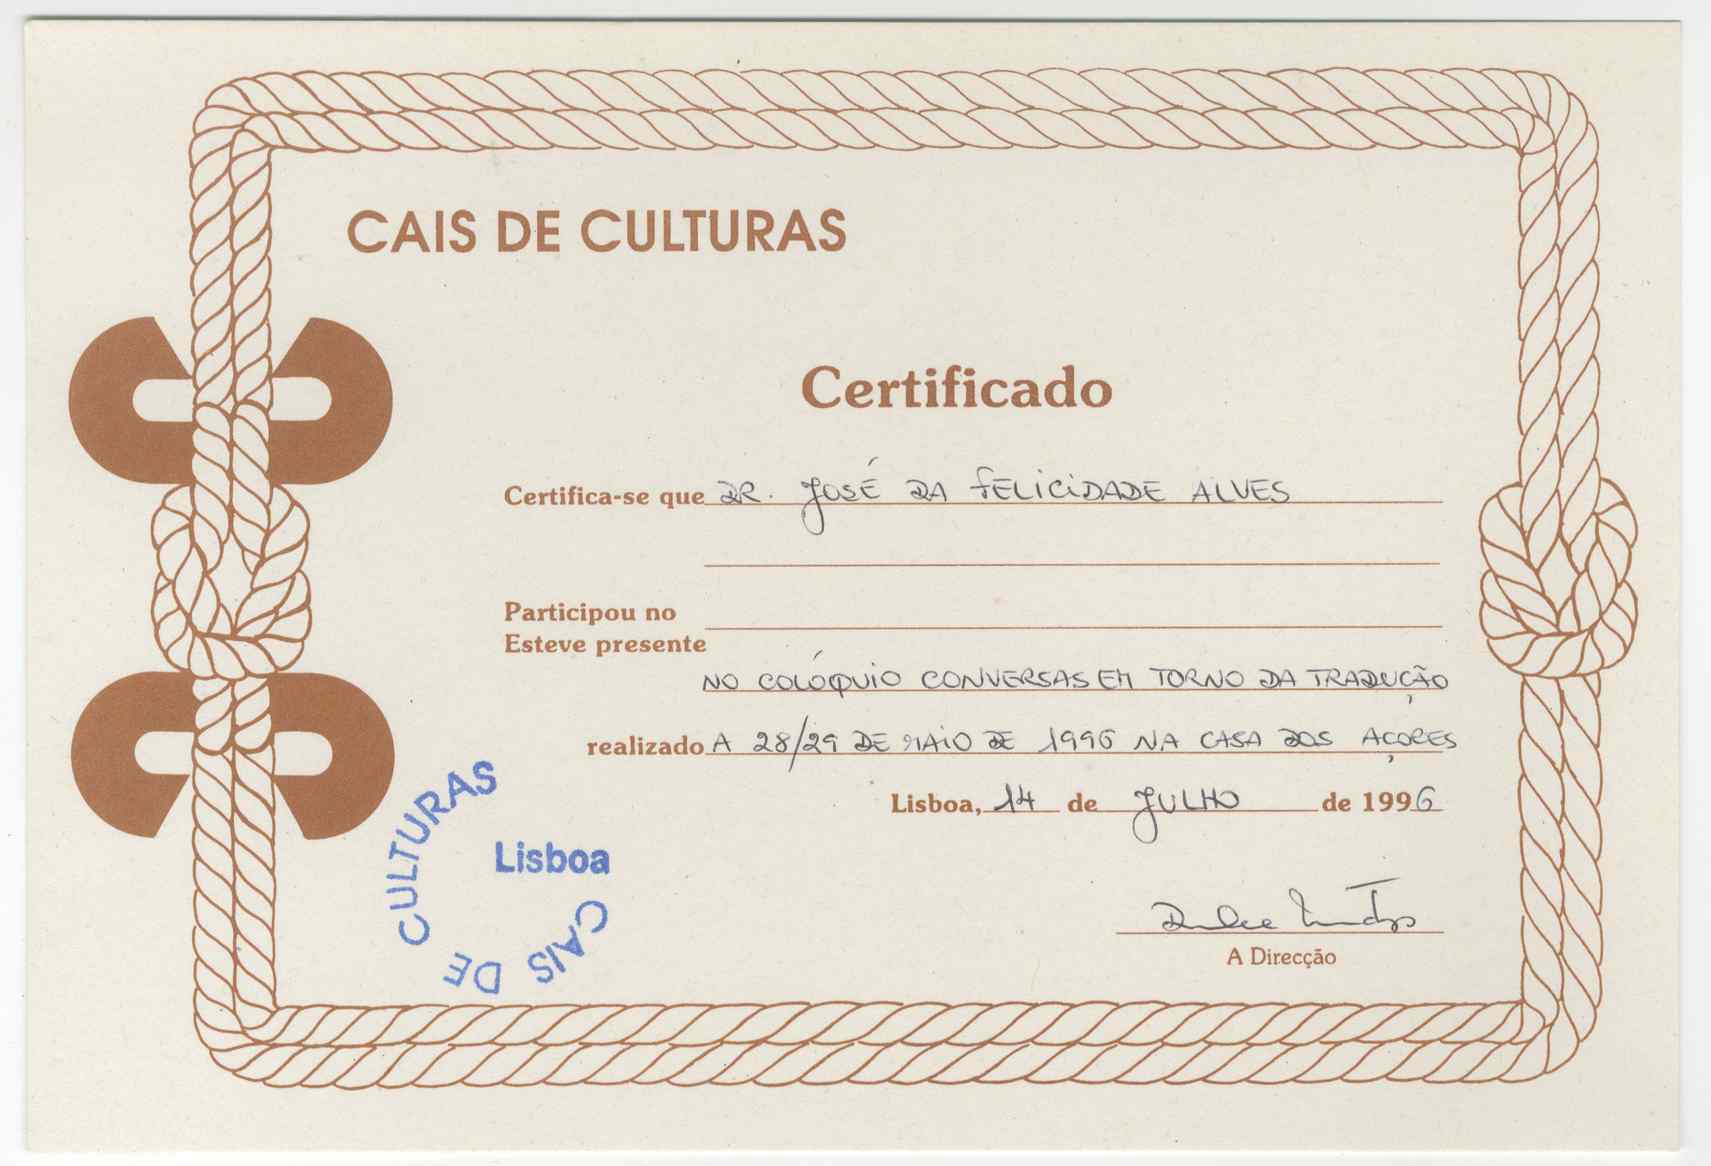 CAIS DE CULTURAS
Certificado
Certifica-se que DR. JOSÉ DA FELICIDADE ALVES
Participou no
Esteve presente
NO COLÓQUIO CONVERSAS EM TORNO DA TRADUÇÃO
realizado A 28/29 DE MAIO DE 1996 NA CASA DOS AÇORES
Lisboa, 14 de JULHO de 1996
Dulce
A Direcção
CAIS DE CULTURAS
Lisboa